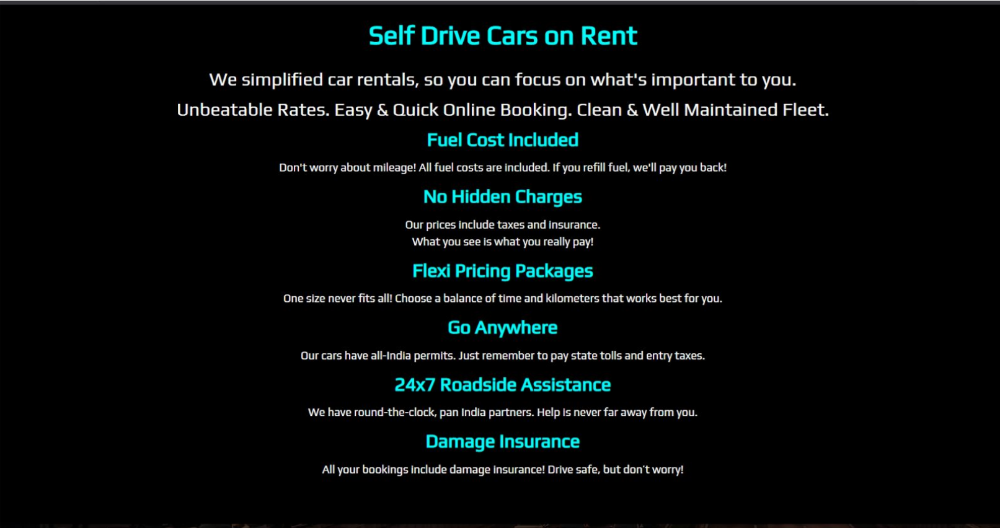 Self Drive Cars on Rent
We simplified car rentals, so you can focus on what's important to you.
Unbeatable Rates. Easy & Quick Online Booking. Clean & Well Maintained Fleet.
Fuel Cost Included
Don't worry about mileage! All fuel costs are included. If you refill fuel, we'll pay you back!
No Hidden Charges
Our prices include taxes and insurance.
What you see is what you really pay!
Flexi Pricing Packages
One size never fits all! Choose a balance of time and kilometers that works best for you.
Go Anywhere
Our cars have all-India permits. Just remember to pay state tolls and entry taxes.
24x7 Roadside Assistance
We have round-the-clock, pan India partners. Help is never far away from you.
Damage Insurance
All your bookings include damage insurance! Drive safe, but don’t worry!